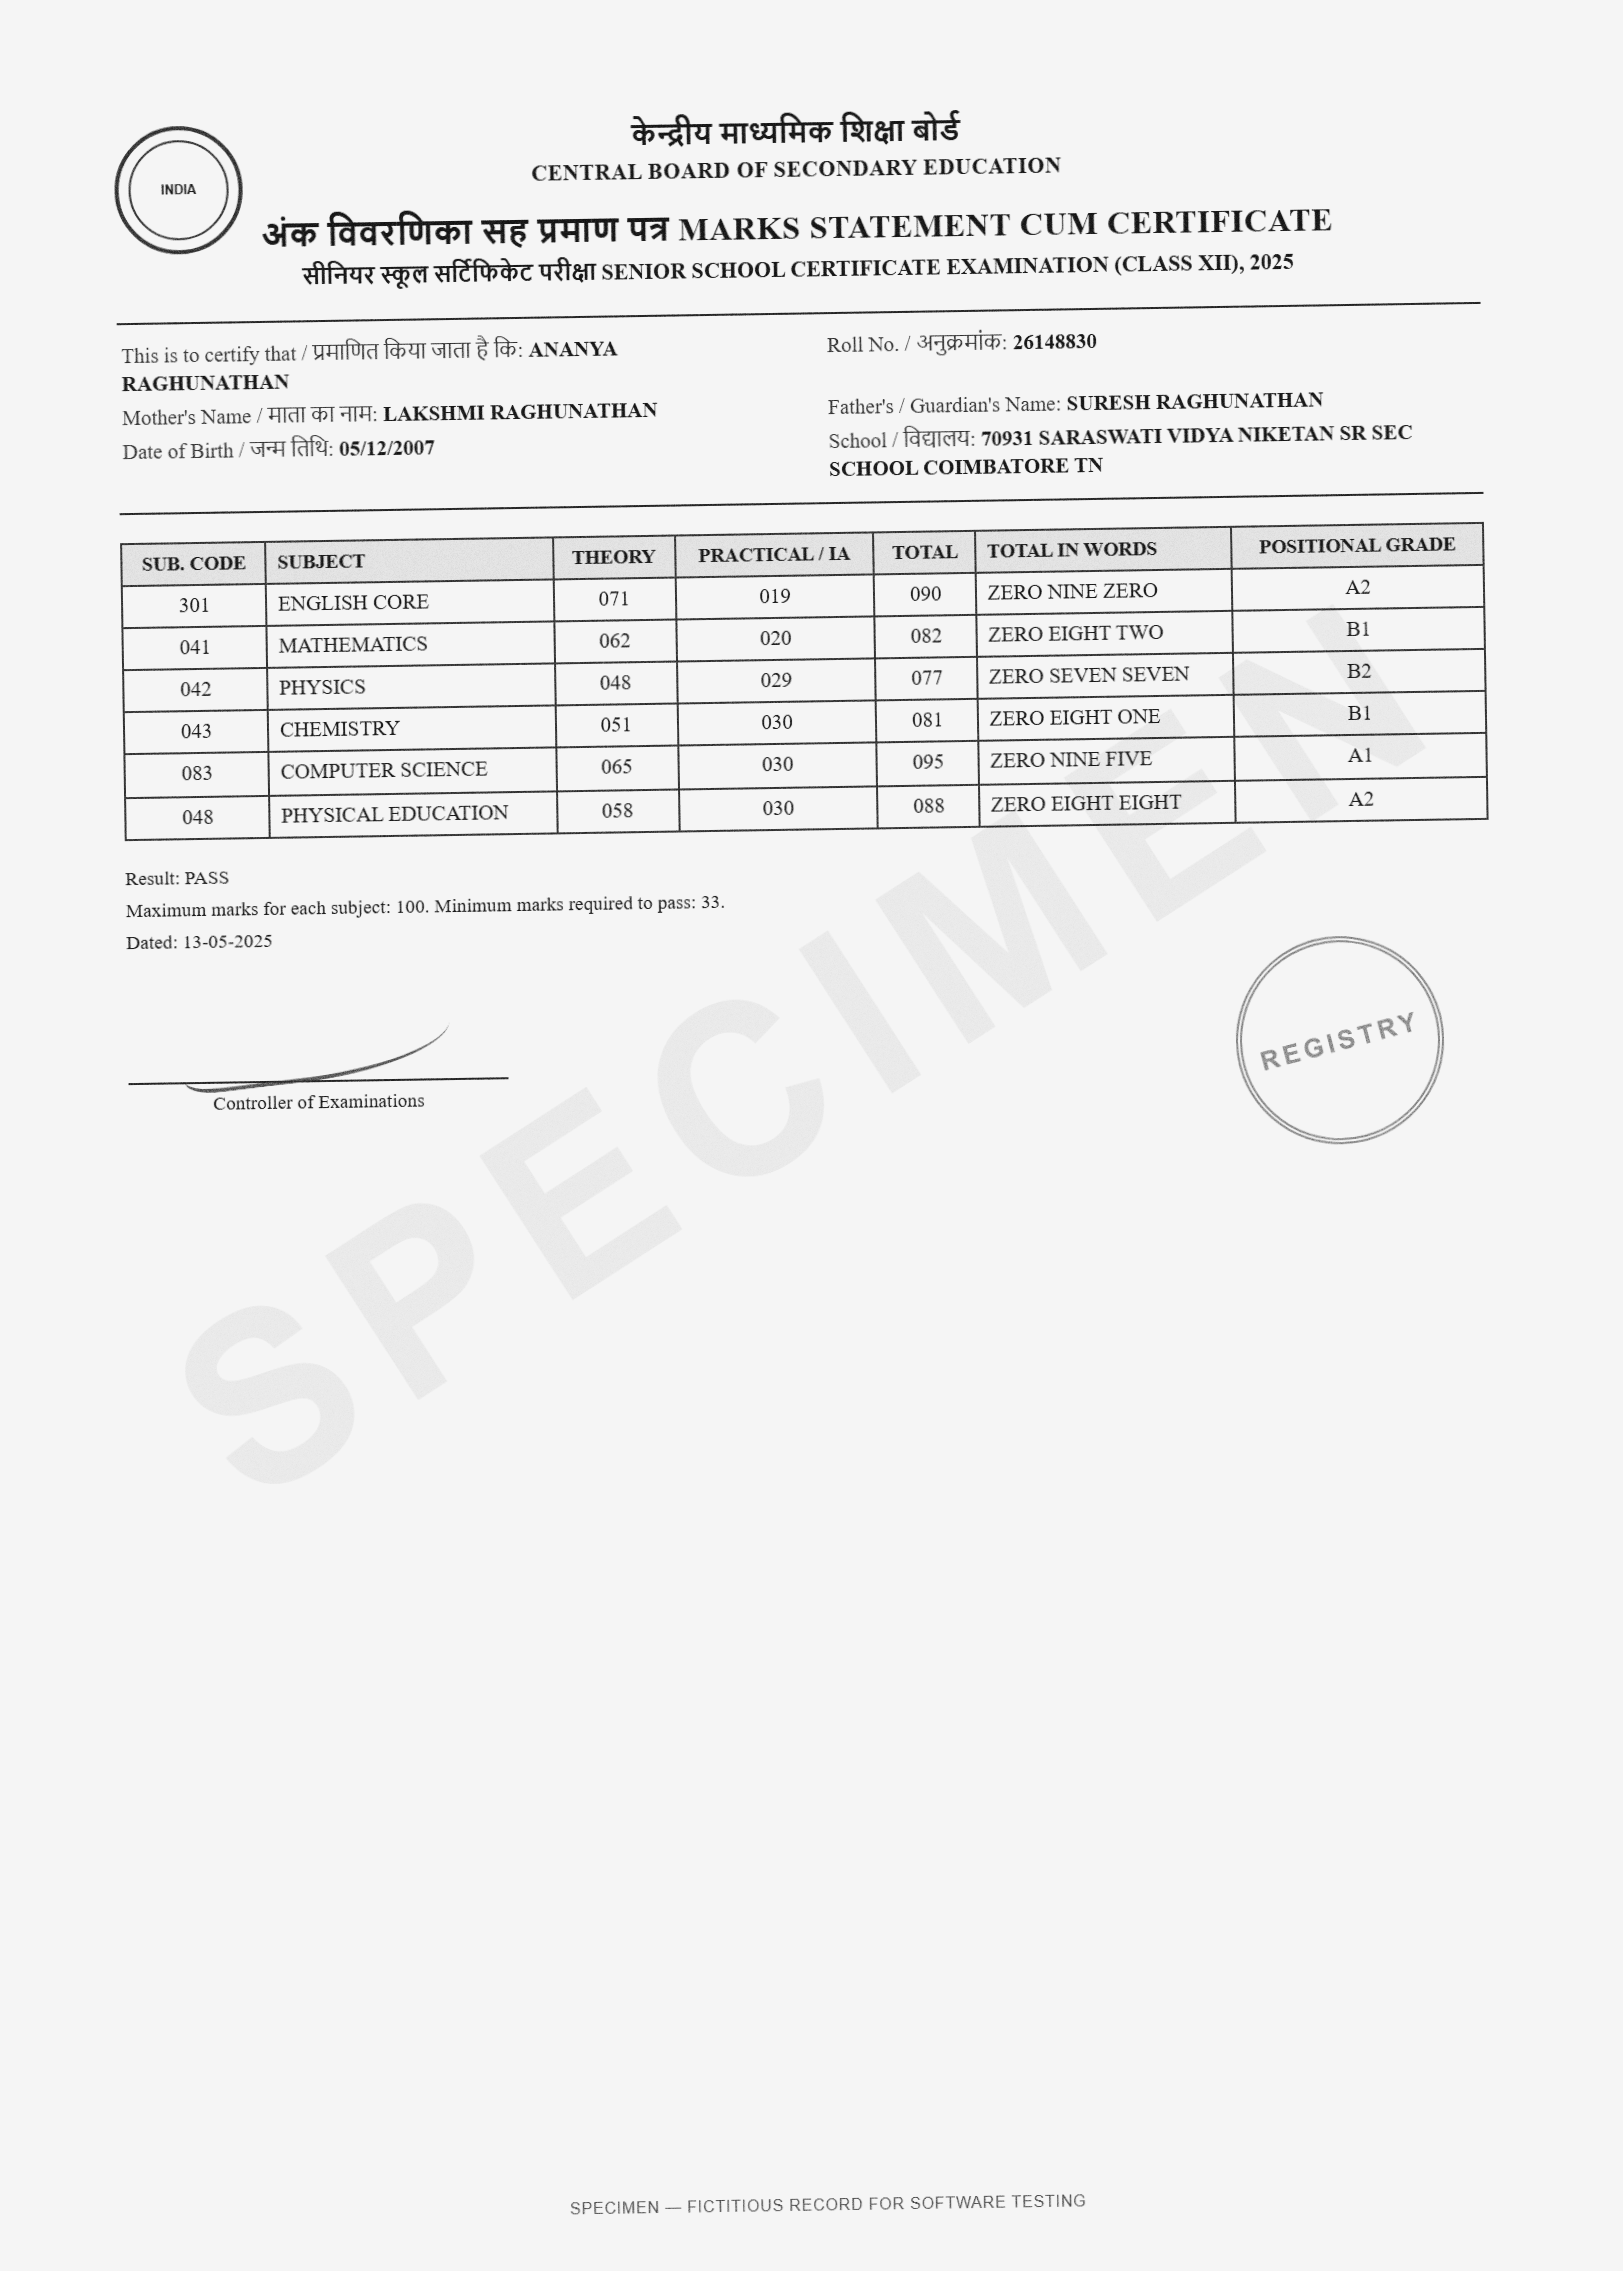 केन्द्रीय माध्यमिक शिक्षा बोर्ड
CENTRAL BOARD OF SECONDARY EDUCATION
INDIA
अंक विवरणिका सह प्रमाण पत्र MARKS STATEMENT CUM CERTIFICATE
सीनियर स्कूल सर्टिफिकेट परीक्षा SENIOR SCHOOL CERTIFICATE EXAMINATION (CLASS XII), 2025
This is to certify that / प्रमाणित किया जाता है कि: ANANYA
RAGHUNATHAN
Roll No. / अनुक्रमांक: 26148830
Mother's Name / माता का नाम: LAKSHMI RAGHUNATHAN
Father's / Guardian's Name: SURESH RAGHUNATHAN
Date of Birth / जन्म तिथि: 05/12/2007
School / विद्यालय: 70931 SARASWATI VIDYA NIKETAN SR SEC
SCHOOL COIMBATORE TN
SUB. CODE SUBJECT THEORY PRACTICAL / IA TOTAL TOTAL IN WORDS POSITIONAL GRADE
301 ENGLISH CORE 071 019 090 ZERO NINE ZERO A2
041 MATHEMATICS 062 020 082 ZERO EIGHT TWO B1
042 PHYSICS 048 029 077 ZERO SEVEN SEVEN B2
043 CHEMISTRY 051 030 081 ZERO EIGHT ONE B1
083 COMPUTER SCIENCE 065 030 095 ZERO NINE FIVE A1
048 PHYSICAL EDUCATION 058 030 088 ZERO EIGHT EIGHT A2
Result: PASS
Maximum marks for each subject: 100. Minimum marks required to pass: 33.
Dated: 13-05-2025
REGISTRY
Controller of Examinations
SPECIMEN
SPECIMEN — FICTITIOUS RECORD FOR SOFTWARE TESTING